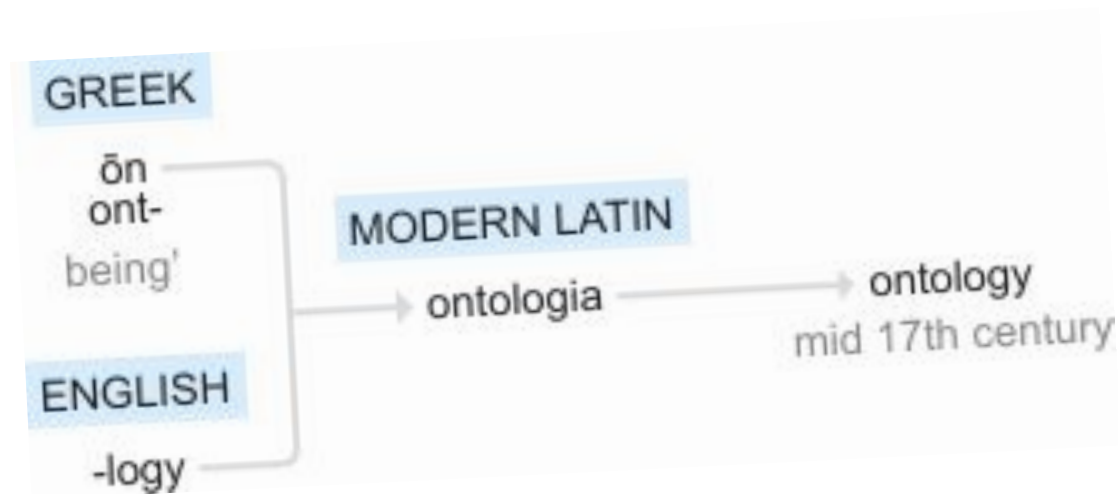 GREEK
ōn
ont-
being'
ENGLISH
-logy
MODERN LATIN
ontologia
ontology
mid 17th century